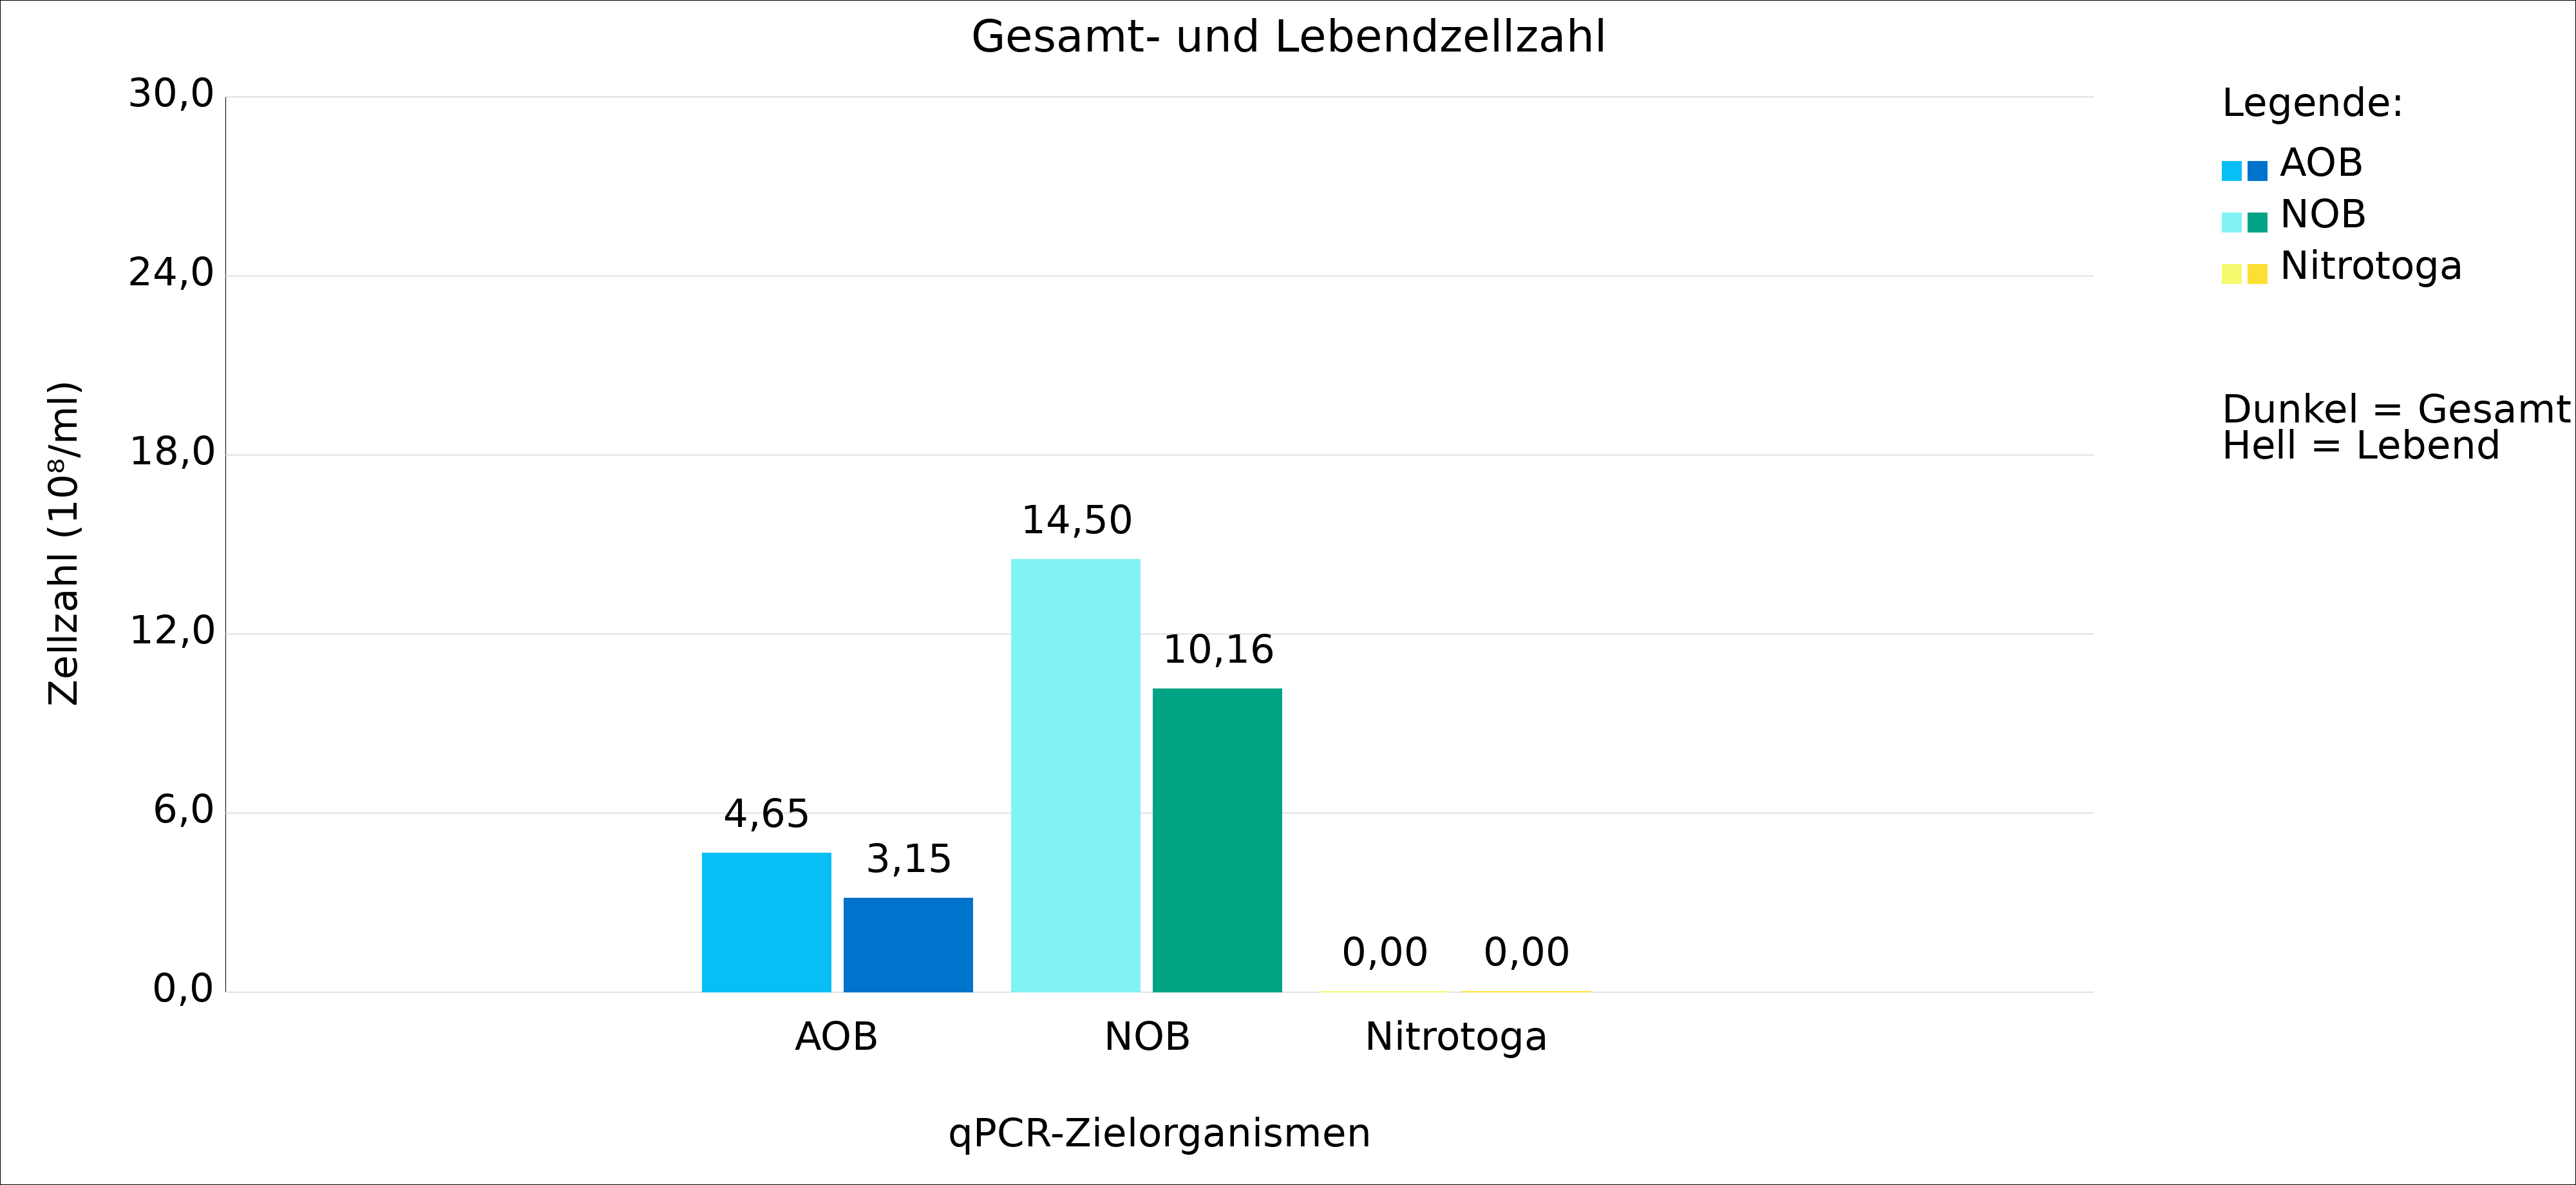 Gesamt- und Lebendzellzahl
30,0
24,0
18,0
12,0
6,0
0,0
Zellzahl (10⁸/ml)
4,65
3,15
14,50
10,16
0,00
0,00
AOB
NOB
Nitrotoga
qPCR-Zielorganismen
Legende:
AOB
NOB
Nitrotoga
Dunkel = Gesamt
Hell = Lebend